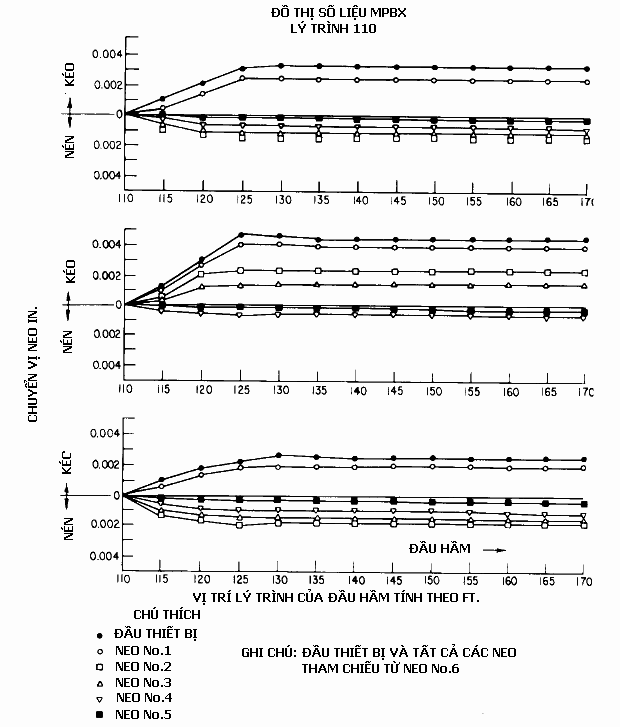 ĐỒ THỊ SỐ LIỆU MPBX
LÝ TRÌNH 110
CHUYỂN VỊ NEO IN.
KÉO
NÉN
0.004
0.002
0
0.002
0.004
110 115 120 125 130 135 140 145 150 155 160 165 170
KÉO
NÉN
0.004
0.002
0
0.002
0.004
110 115 120 125 130 135 140 145 150 155 160 165 170
KÉC
NÉN
0.004
0.002
0
0.002
0.004
ĐẦU HẦM
110 115 120 125 130 135 140 145 150 155 160 165 170
VỊ TRÍ LÝ TRÌNH CỦA ĐẦU HẦM TÍNH THEO FT.
CHÚ THÍCH
ĐẦU THIẾT BỊ
NEO No.1
NEO No.2
NEO No.3
NEO No.4
NEO No.5
GHI CHÚ: ĐẦU THIẾT BỊ VÀ TẤT CẢ CÁC NEO
THAM CHIẾU TỪ NEO No.6